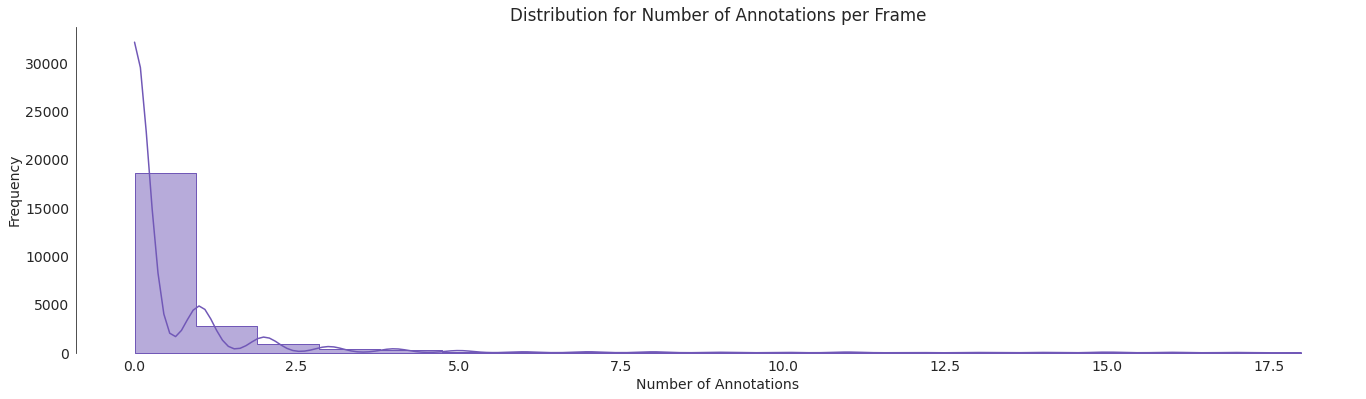 Distribution for Number of Annotations per Frame
Frequency
30000
25000
20000
15000
10000
5000
0
0.0 2.5 5.0 7.5 10.0 12.5 15.0 17.5
Number of Annotations